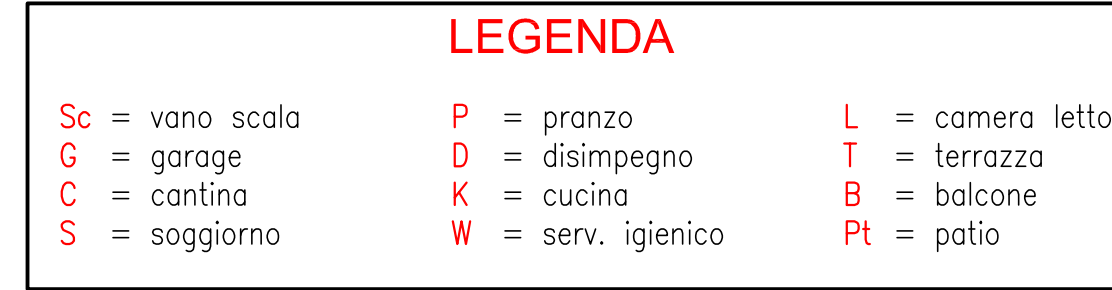 LEGENDA
Sc = vano scala P = pranzo L = camera letto
G = garage D = disimpegno T = terrazza
C = cantina K = cucina B = balcone
S = soggiorno W = serv. igienico Pt = patio